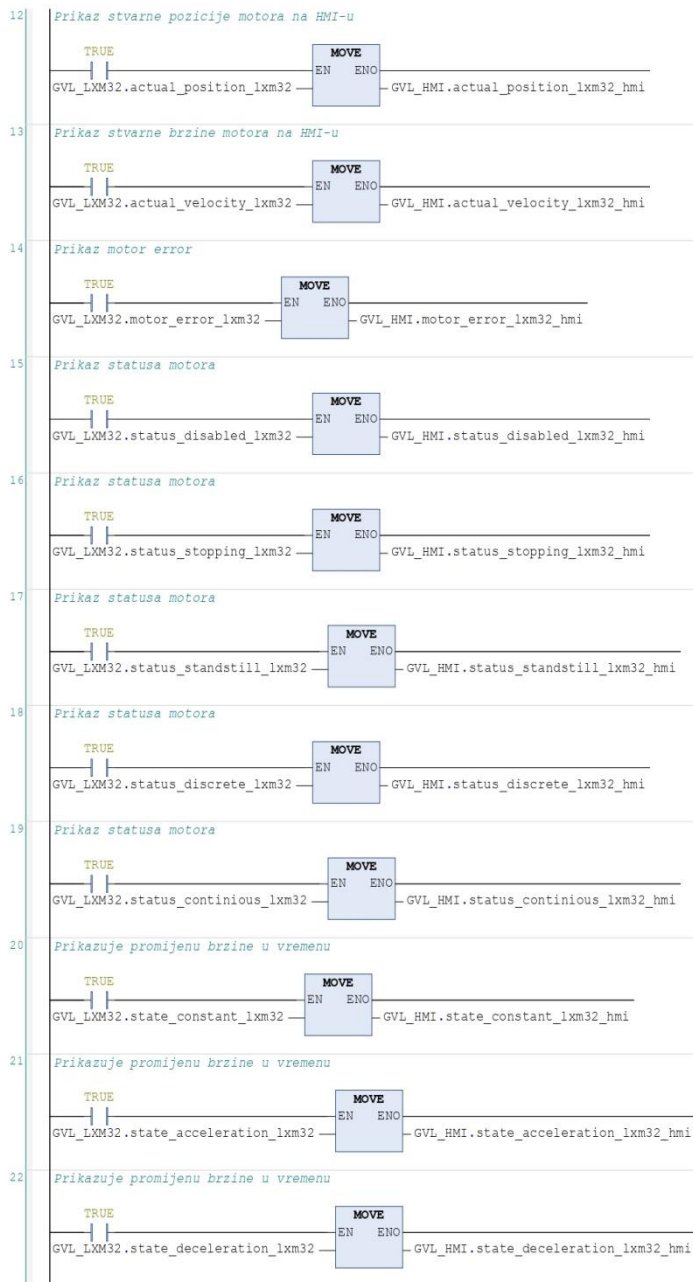 12 Prikaz stvarne pozicije motora na HMI-u
TRUE
MOVE
EN ENO
GVL_LXM32.actual_position_lxm32 GVL_HMI.actual_position_lxm32_hmi
13 Prikaz stvarne brzine motora na HMI-u
TRUE
MOVE
EN ENO
GVL_LXM32.actual_velocity_lxm32 GVL_HMI.actual_velocity_lxm32_hmi
14 Prikaz motor error
TRUE
MOVE
EN ENO
GVL_LXM32.motor_error_lxm32 GVL_HMI.motor_error_lxm32_hmi
15 Prikaz statusa motora
TRUE
MOVE
EN ENO
GVL_LXM32.status_disabled_lxm32 GVL_HMI.status_disabled_lxm32_hmi
16 Prikaz statusa motora
TRUE
MOVE
EN ENO
GVL_LXM32.status_stopping_lxm32 GVL_HMI.status_stopping_lxm32_hmi
17 Prikaz statusa motora
TRUE
MOVE
EN ENO
GVL_LXM32.status_standstill_lxm32 GVL_HMI.status_standstill_lxm32_hmi
18 Prikaz statusa motora
TRUE
MOVE
EN ENO
GVL_LXM32.status_discrete_lxm32 GVL_HMI.status_discrete_lxm32_hmi
19 Prikaz statusa motora
TRUE
MOVE
EN ENO
GVL_LXM32.status_continious_lxm32 GVL_HMI.status_continious_lxm32_hmi
20 Prikazuje promijenu brzine u vremenu
TRUE
MOVE
EN ENO
GVL_LXM32.state_constant_lxm32 GVL_HMI.state_constant_lxm32_hmi
21 Prikazuje promijenu brzine u vremenu
TRUE
MOVE
EN ENO
GVL_LXM32.state_acceleration_lxm32 GVL_HMI.state_acceleration_lxm32_hmi
22 Prikazuje promijenu brzine u vremenu
TRUE
MOVE
EN ENO
GVL_LXM32.state_deceleration_lxm32 GVL_HMI.state_deceleration_lxm32_hmi